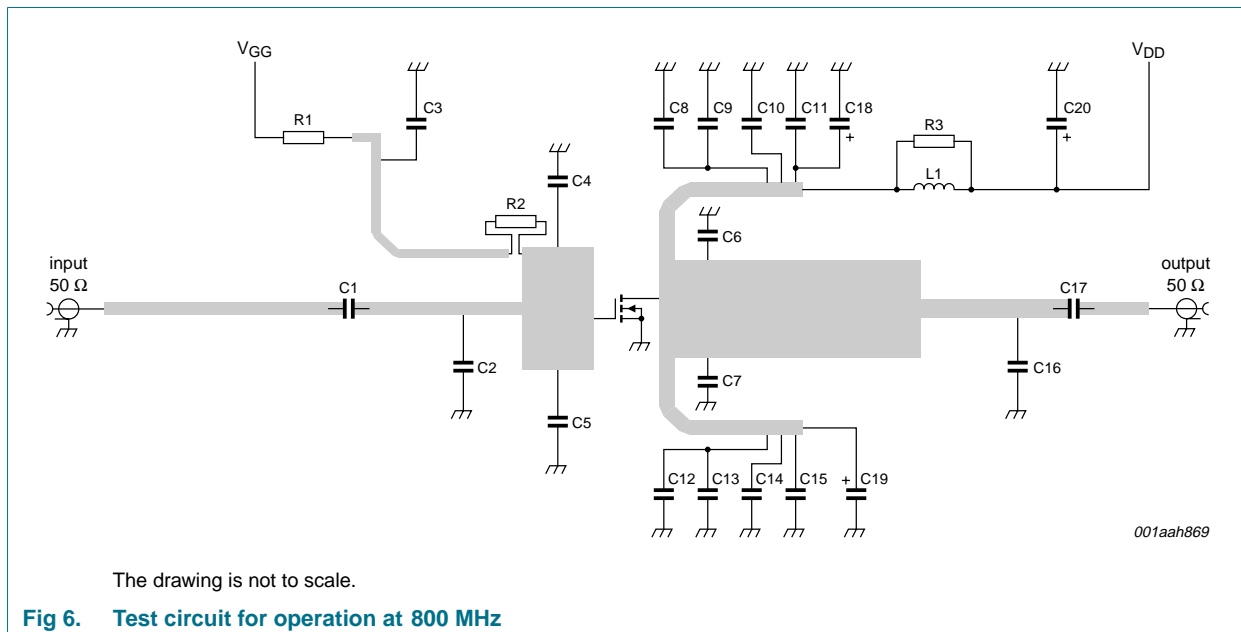 VGG
VDD
C3
C8
C9
C10
C11
C18
C20
R1
+
+
R3
L1
C4
R2
C6
input
50 Ω
C1
C17
output
50 Ω
C2
C7
C16
C5
C12
C13
C14
C15
+
C19
001aah869
The drawing is not to scale.
Fig 6. Test circuit for operation at 800 MHz